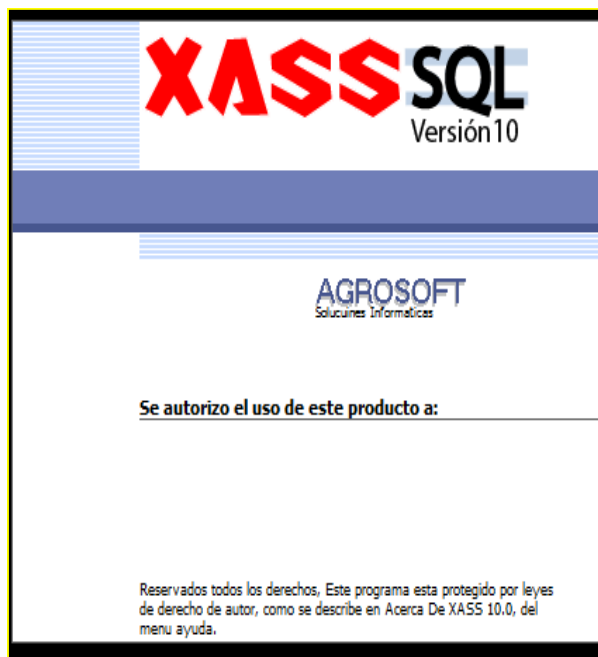 XASS SQL
Versión 10
AGROSOFT
Solucuines Informaticas
Se autorizo el uso de este producto a:
Reservados todos los derechos, Este programa esta protegido por leyes
de derecho de autor, como se describe en Acerca De XASS 10.0, del
menu ayuda.